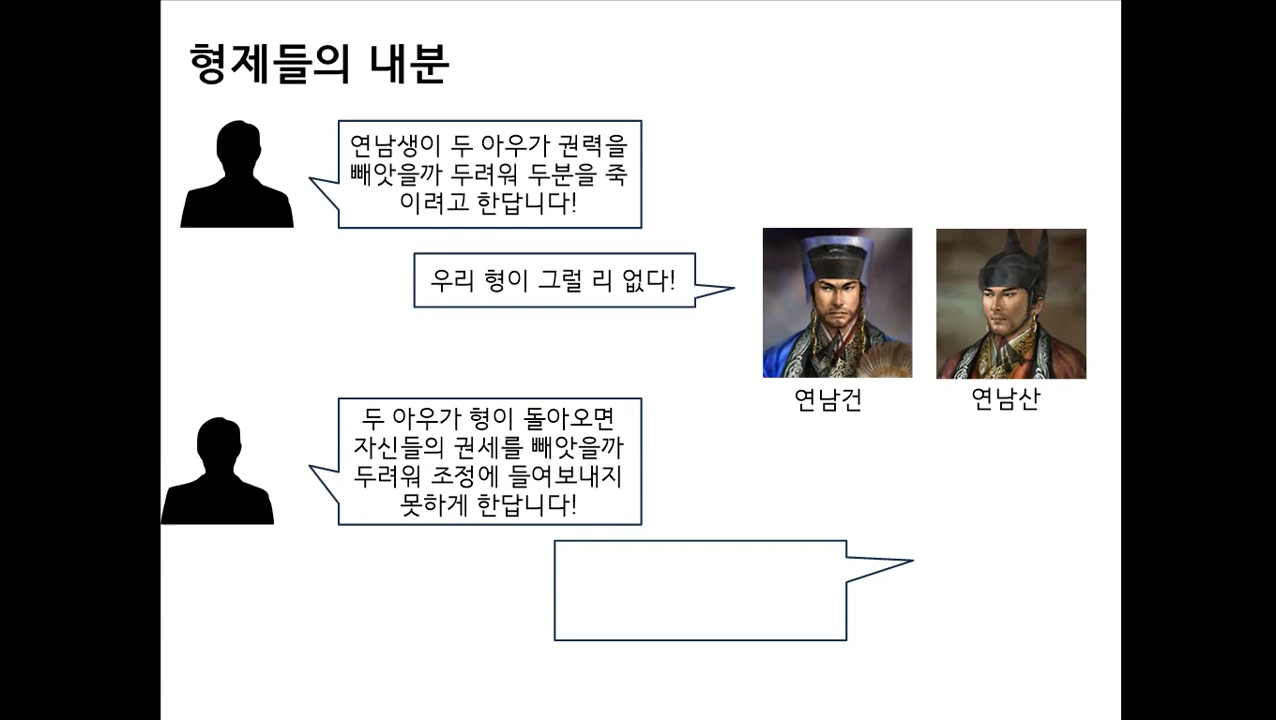 형제들의 내분
연남생이 두 아우가 권력을
빼앗을까 두려워 두분을 죽
이려고 한답니다!
우리 형이 그럴 리 없다!
연남건
연남산
두 아우가 형이 돌아오면
자신들의 권세를 빼앗을까
두려워 조정에 들여보내지
못하게 한답니다!